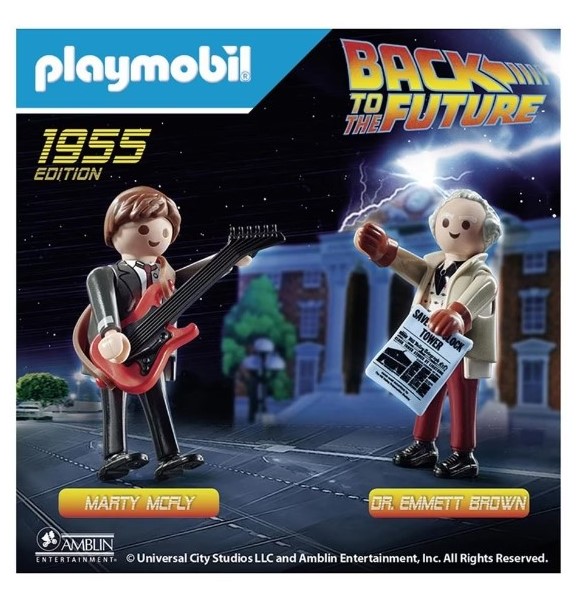 playmobil®
BACK
TO THE FUTURE
1955
EDITION
SAVE CLOCK
TOWER
MARTY MCFLY
DR. EMMETT BROWN
AMBLIN
ENTERTAINMENT®
© Universal City Studios LLC and Amblin Entertainment, Inc. All Rights Reserved.